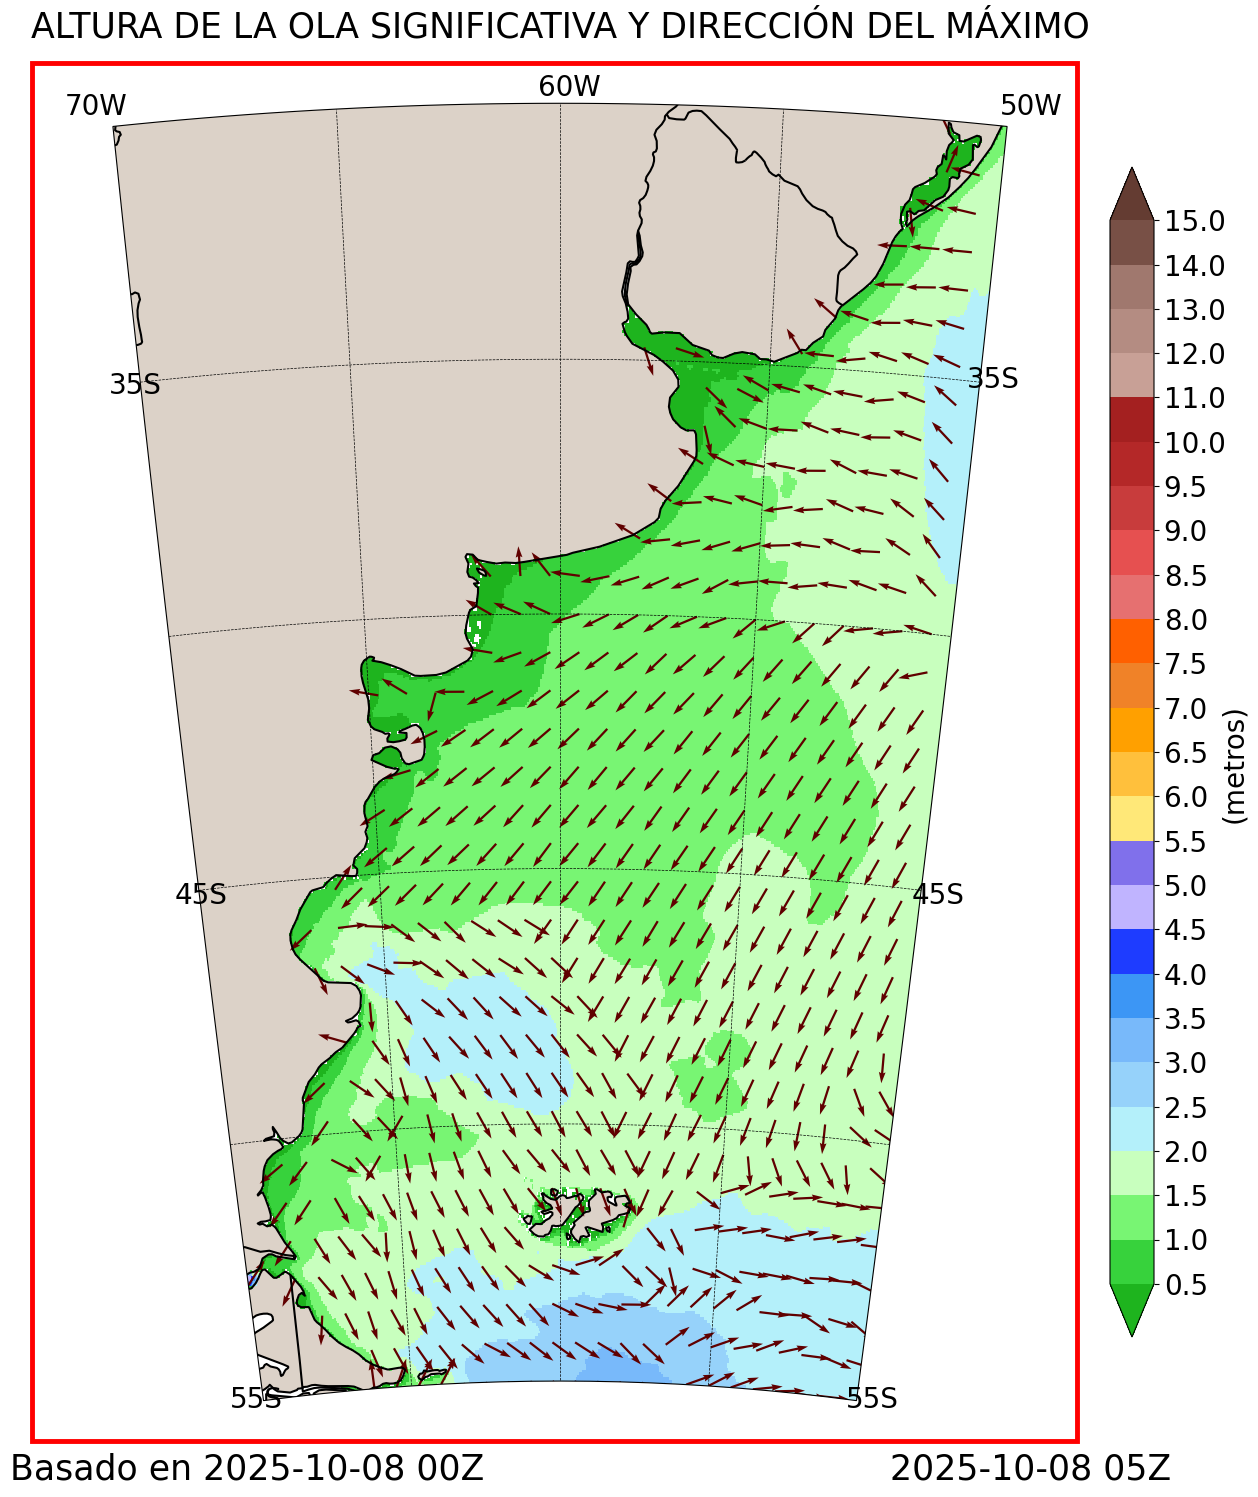 ALTURA DE LA OLA SIGNIFICATIVA Y DIRECCIÓN DEL MÁXIMO
70W
60W
50W
35S
35S
45S
45S
55S
55S
15.0
14.0
13.0
12.0
11.0
10.0
9.5
9.0
8.5
8.0
7.5
7.0
6.5
6.0
5.5
5.0
4.5
4.0
3.5
3.0
2.5
2.0
1.5
1.0
0.5
(metros)
Basado en 2025-10-08 00Z
2025-10-08 05Z